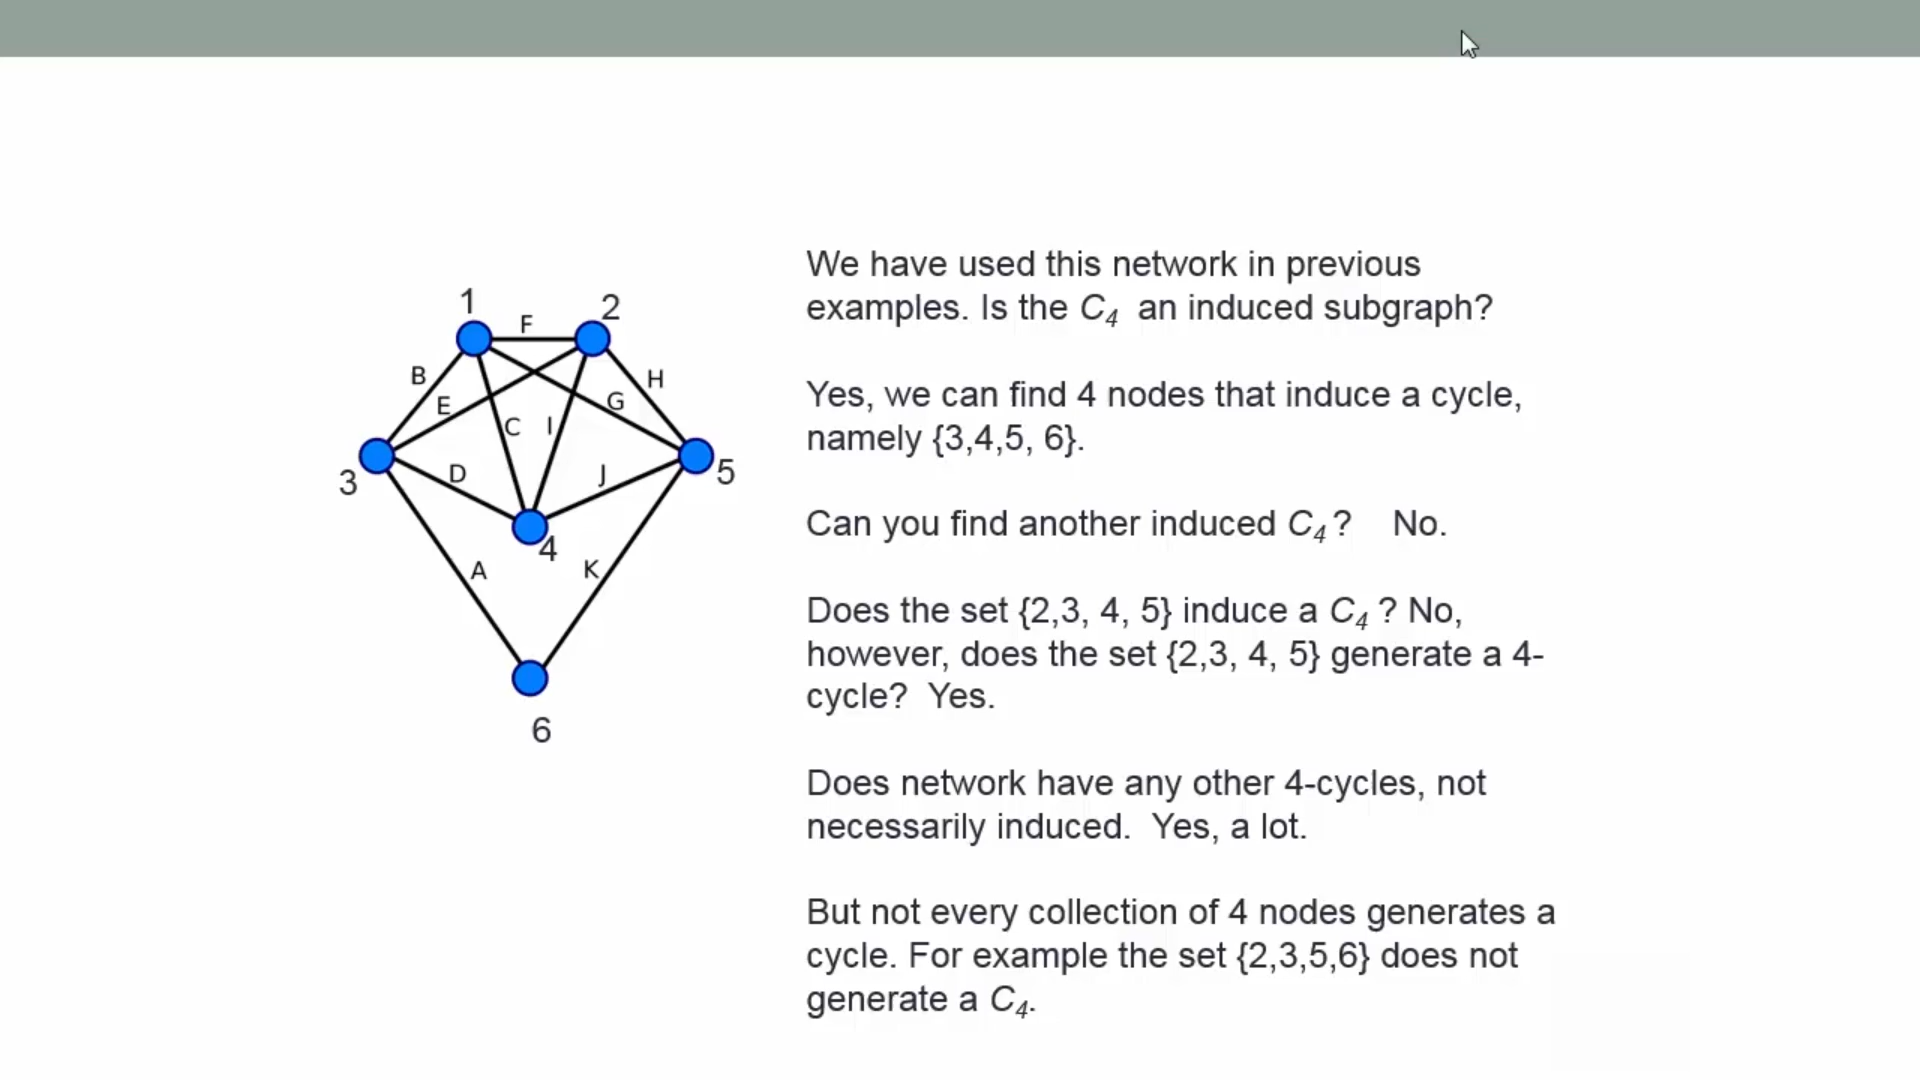 We have used this network in previous
examples. Is the C4 an induced subgraph?
Yes, we can find 4 nodes that induce a cycle,
namely {3,4,5, 6}.
Can you find another induced C4 ? No.
Does the set {2,3, 4, 5} induce a C4 ? No,
however, does the set {2,3, 4, 5} generate a 4-
cycle? Yes.
Does network have any other 4-cycles, not
necessarily induced. Yes, a lot.
But not every collection of 4 nodes generates a
cycle. For example the set {2,3,5,6} does not
generate a C4.
1
2
F
B
H
E
G
C
I
3
D
J
5
4
A
K
6